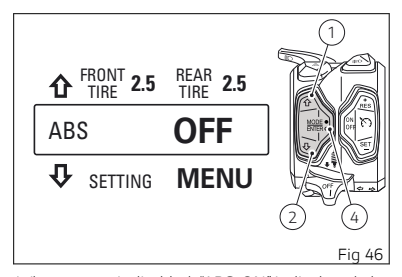 1
FRONT TIRE 2.5 REAR TIRE 2.5
ABS OFF
SETTING MENU
MODE
ENTER
RES
ON
OFF
SET
OFF
2
4
Fig 46